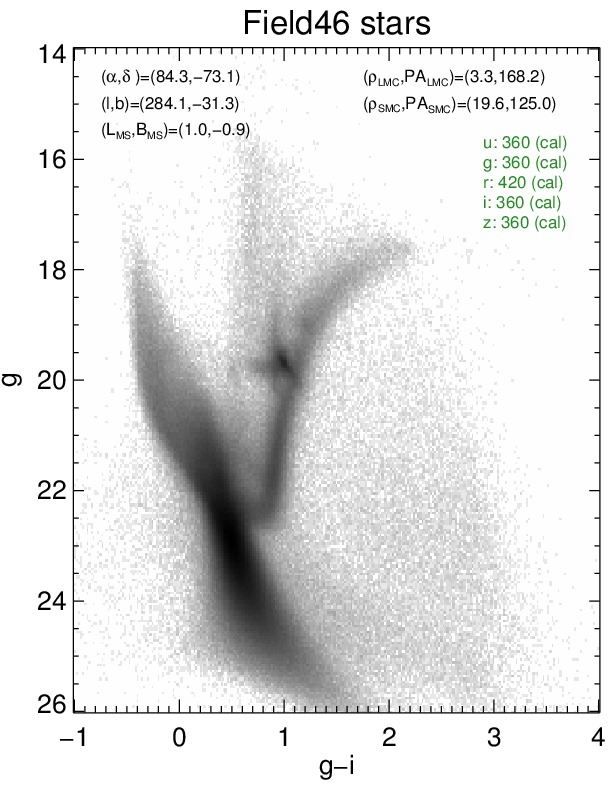 Field46 stars
(α,δ )=(84.3,−73.1)
(l,b)=(284.1,−31.3)
(LMS,BMS)=(1.0,−0.9)
(ρLMC,PALMC)=(3.3,168.2)
(ρSMC,PASMC)=(19.6,125.0)
u: 360 (cal)
g: 360 (cal)
r: 420 (cal)
i: 360 (cal)
z: 360 (cal)
14
16
18
20
22
24
26
g
−1 0 1 2 3 4
g−i